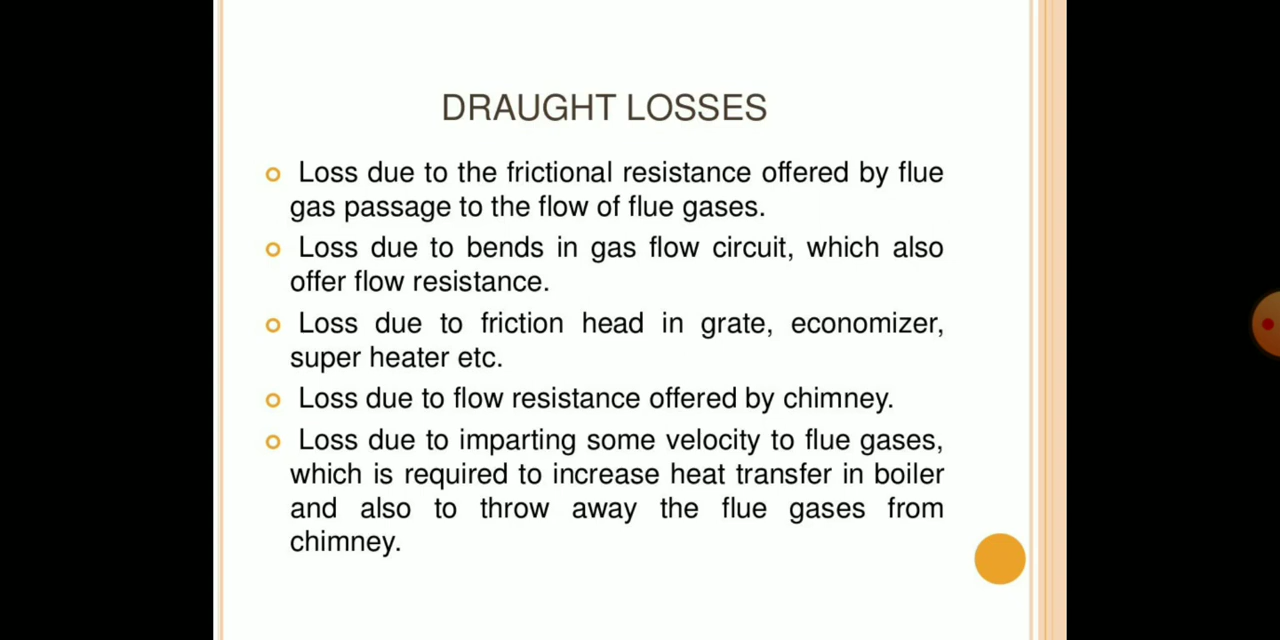 DRAUGHT LOSSES
Loss due to the frictional resistance offered by flue
gas passage to the flow of flue gases.
Loss due to bends in gas flow circuit, which also
offer flow resistance.
Loss due to friction head in grate, economizer,
super heater etc.
Loss due to flow resistance offered by chimney.
Loss due to imparting some velocity to flue gases,
which is required to increase heat transfer in boiler
and also to throw away the flue gases from
chimney.